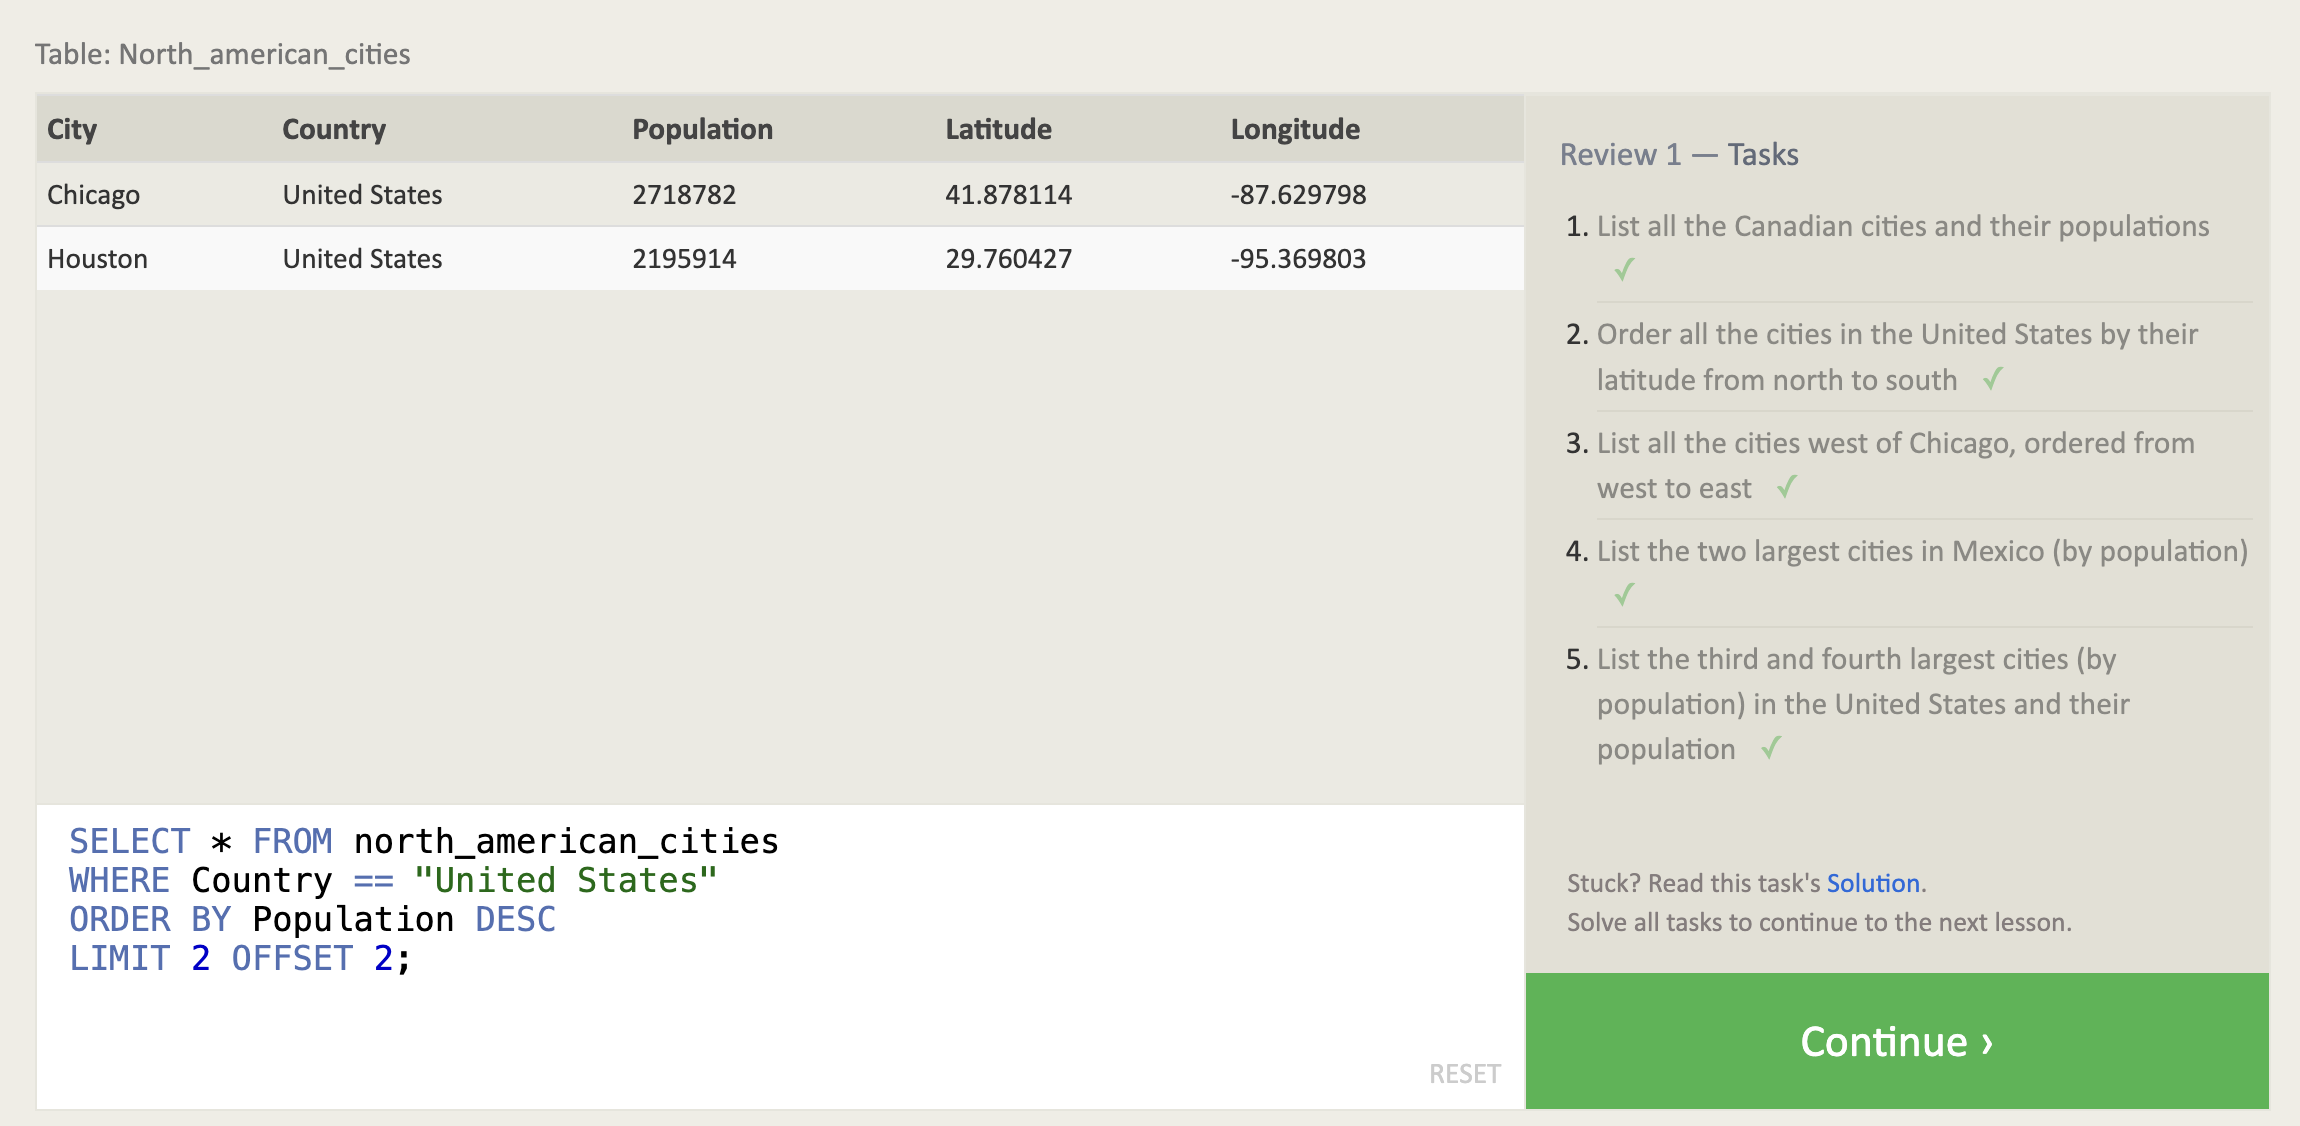 Table: North_american_cities
City Country Population Latitude Longitude
Chicago United States 2718782 41.878114 -87.629798
Houston United States 2195914 29.760427 -95.369803
SELECT * FROM north_american_cities
WHERE Country == "United States"
ORDER BY Population DESC
LIMIT 2 OFFSET 2;
RESET
Review 1 — Tasks
1. List all the Canadian cities and their populations
✓
2. Order all the cities in the United States by their
latitude from north to south ✓
3. List all the cities west of Chicago, ordered from
west to east ✓
4. List the two largest cities in Mexico (by population)
✓
5. List the third and fourth largest cities (by
population) in the United States and their
population ✓
Stuck? Read this task's Solution.
Solve all tasks to continue to the next lesson.
Continue ›